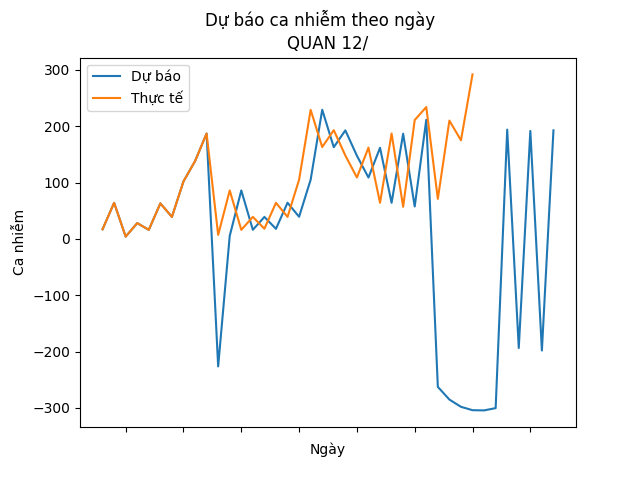 Dự báo ca nhiễm theo ngày
QUAN 12/
Dự báo
Thực tế
300
200
100
0
−100
−200
−300
Ca nhiễm
Ngày